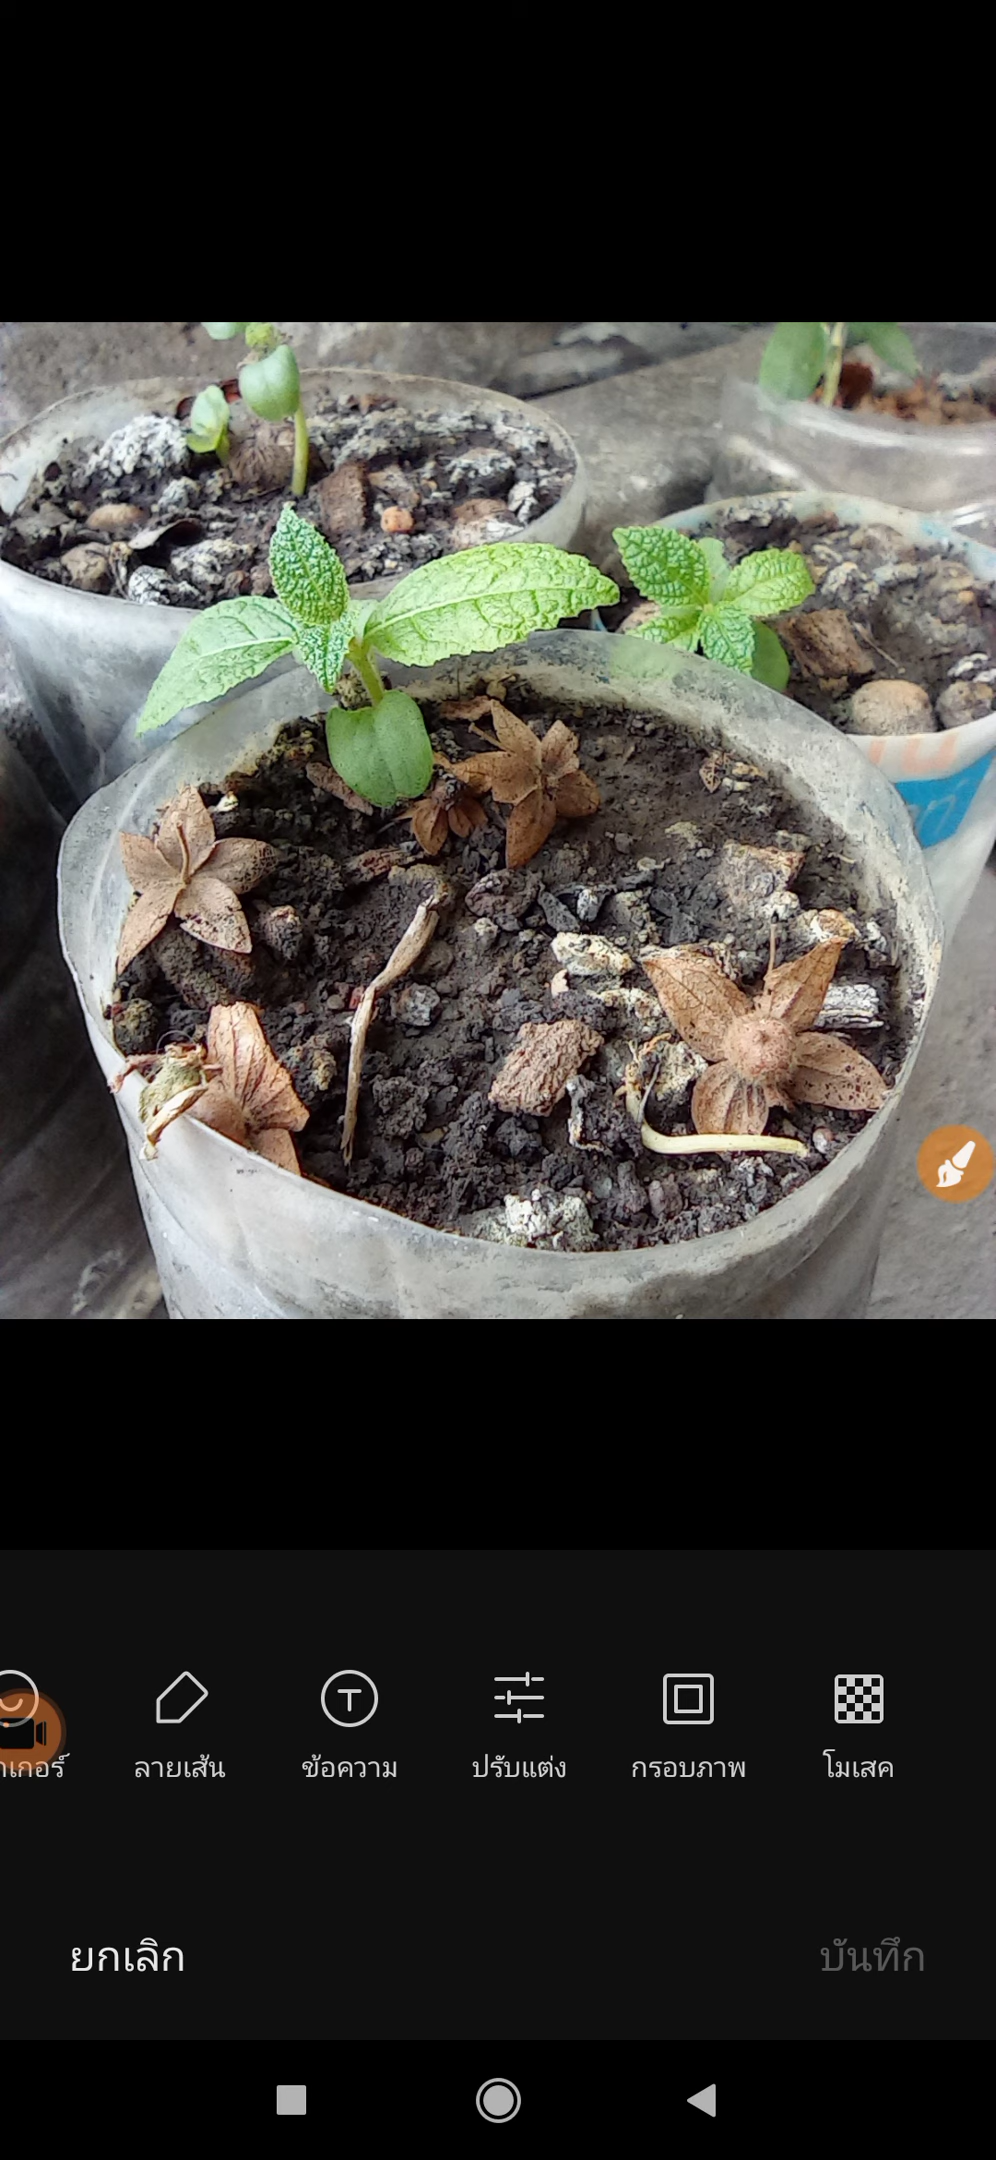 ลายเส้น
ข้อความ
ปรับแต่ง
กรอบภาพ
โมเสค
ยกเลิก
บันทึก